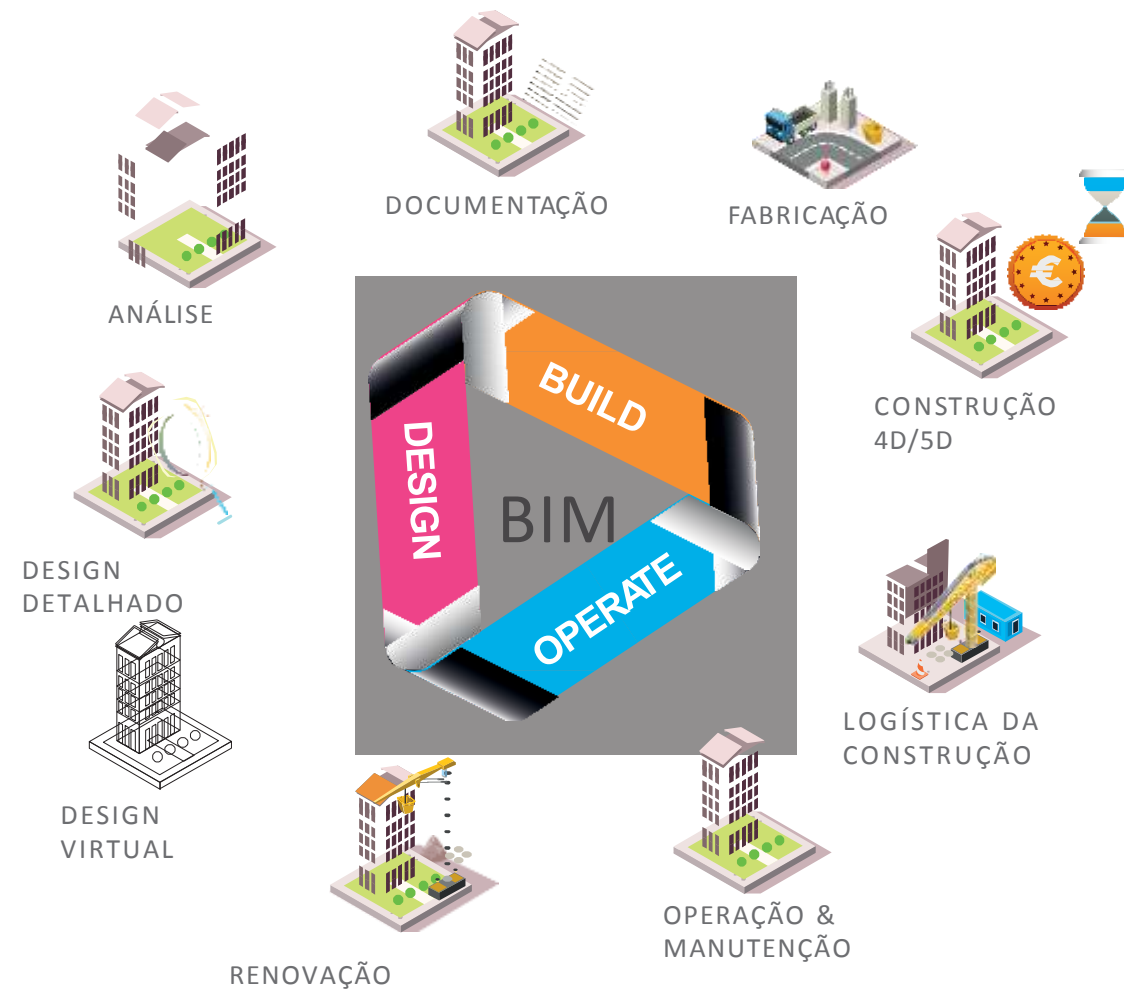 DOCUMENTAÇÃO
FABRICAÇÃO
ANÁLISE
CONSTRUÇÃO
4D/5D
BUILD
DESIGN
BIM
OPERATE
DESIGN
DETALHADO
LOGÍSTICA DA
CONSTRUÇÃO
DESIGN
VIRTUAL
OPERAÇÃO &
MANUTENÇÃO
RENOVAÇÃO
€